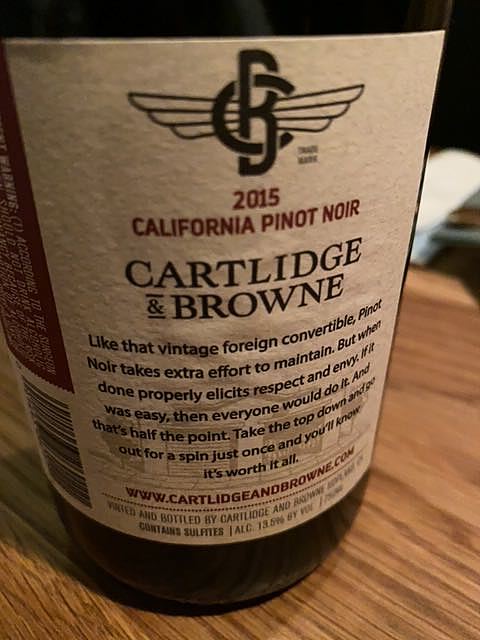 TRADE
MARK
2015
CALIFORNIA PINOT NOIR
CARTLIDGE
& BROWNE
Like that vintage foreign convertible, Pinot
Noir takes extra effort to maintain. But when
done properly elicits respect and envy. If it
was easy, then everyone would do it. And
that's half the point. Take the top down and go
out for a spin just once and you'll know
it's worth it all.
WWW.CARTLIDGEANDBROWNE.COM
VINTED AND BOTTLED BY CARTLIDGE AND BROWNE
CONTAINS SULFITES | ALC. 13.5% BY VOL | 750ML